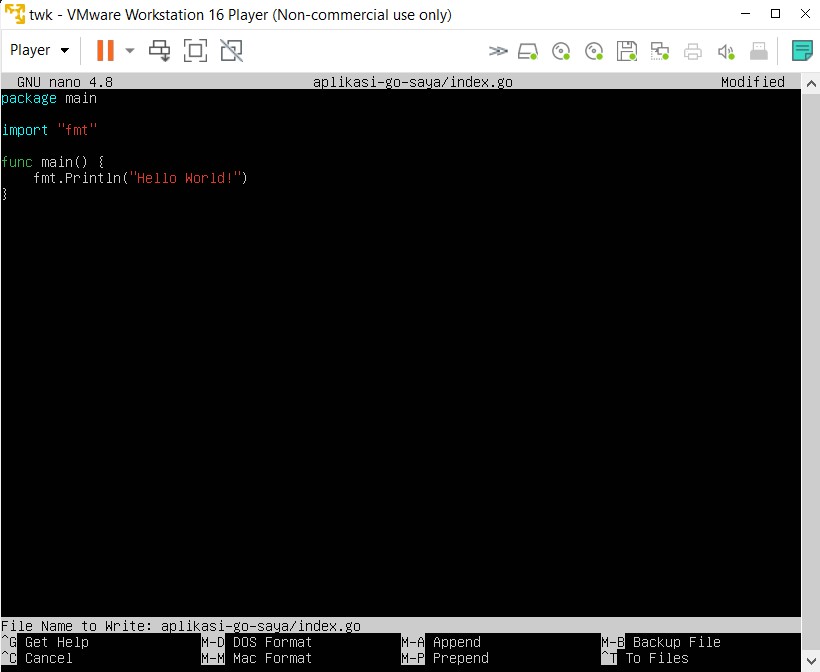 twk - VMware Workstation 16 Player (Non-commercial use only)
Player
GNU nano 4.8 aplikasi-go-saya/index.go Modified
package main
import "fmt"
func main() {
    fmt.Println("Hello World!")
}
File Name to Write: aplikasi-go-saya/index.go
^G Get Help M-D DOS Format M-A Append M-B Backup File
^C Cancel M-M Mac Format M-P Prepend ^T To Files